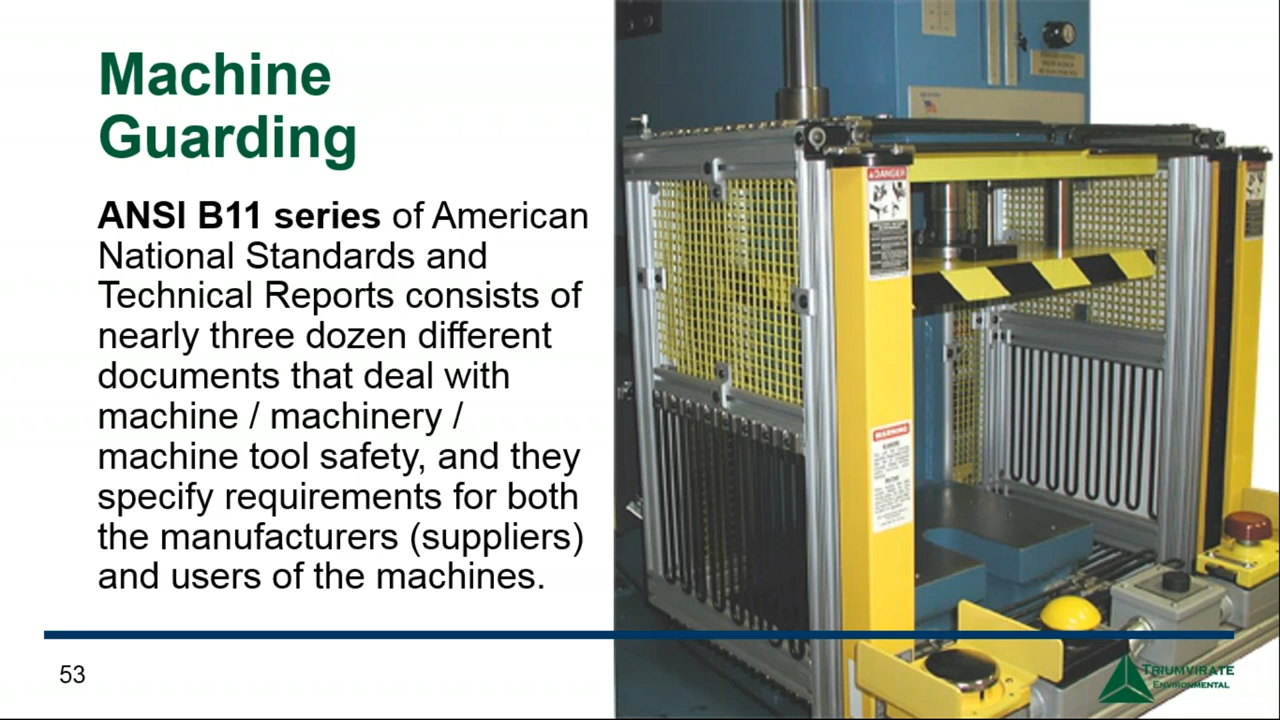 Machine
Guarding
ANSI B11 series of American
National Standards and
Technical Reports consists of
nearly three dozen different
documents that deal with
machine / machinery /
machine tool safety, and they
specify requirements for both
the manufacturers (suppliers)
and users of the machines.
DANGER
WARNING
53
TRIUMVIRATE
ENVIRONMENTAL